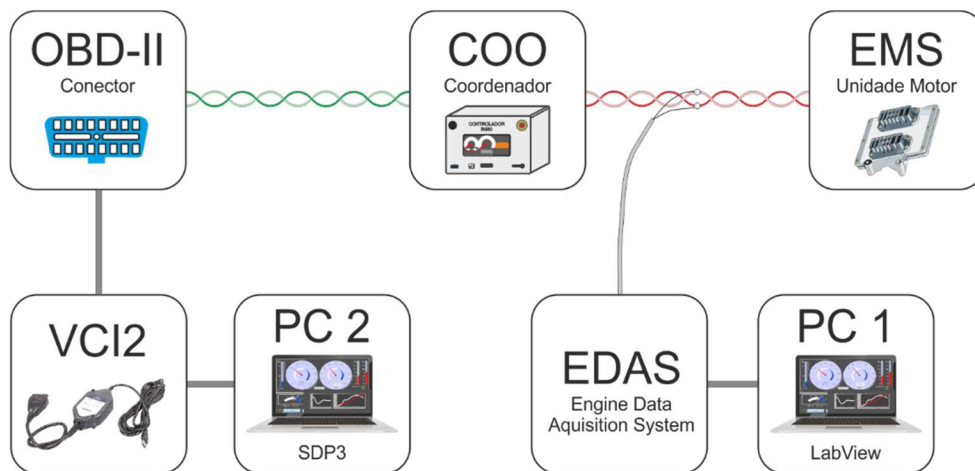 OBD-II
Conector
COO
Coordenador
CONTROLADOR
EMS
Unidade Motor
VCI2
PC 2
SDP3
EDAS
Engine Data
Aquisition System
PC 1
LabView